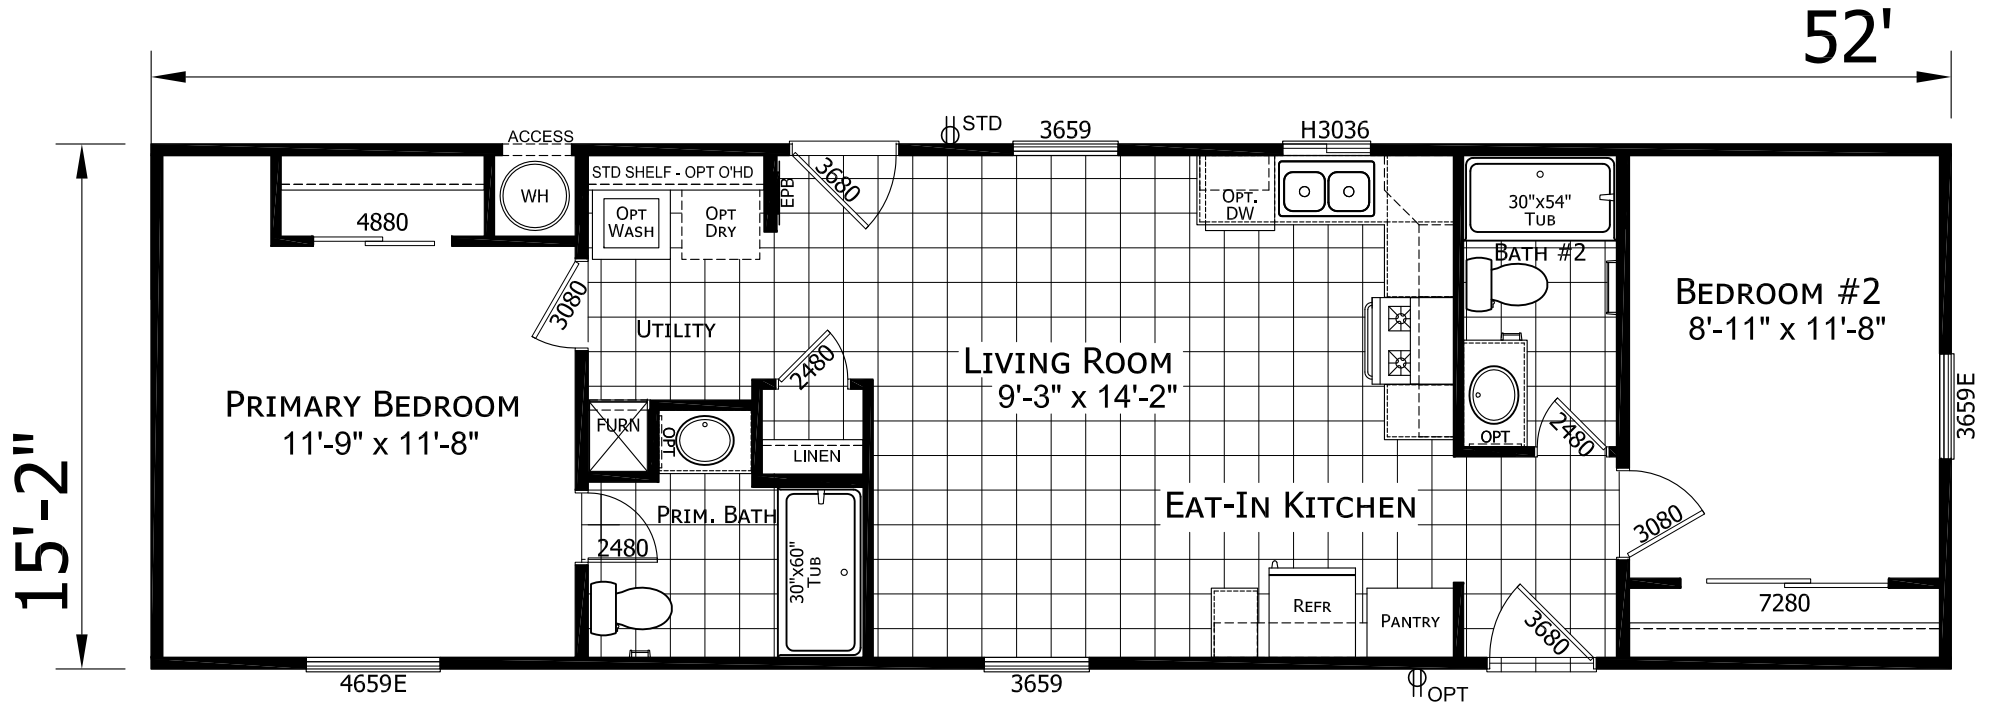 52'
15'-2"
ACCESS
STD
3659
H3036
WH
4880
STD SHELF - OPT O'HD
OPT
WASH
OPT
DRY
EPB
3680
OPT.
DW
30"x54"
TUB
BATH #2
3080
UTILITY
BEDROOM #2
8'-11" x 11'-8"
LIVING ROOM
9'-3" x 14'-2"
2480
PRIMARY BEDROOM
11'-9" x 11'-8"
FURN
OPT
LINEN
OPT
2480
3659E
PRIM. BATH
2480
30"x60"
TUB
EAT-IN KITCHEN
3080
REFR
PANTRY
3680
7280
4659E
3659
OPT